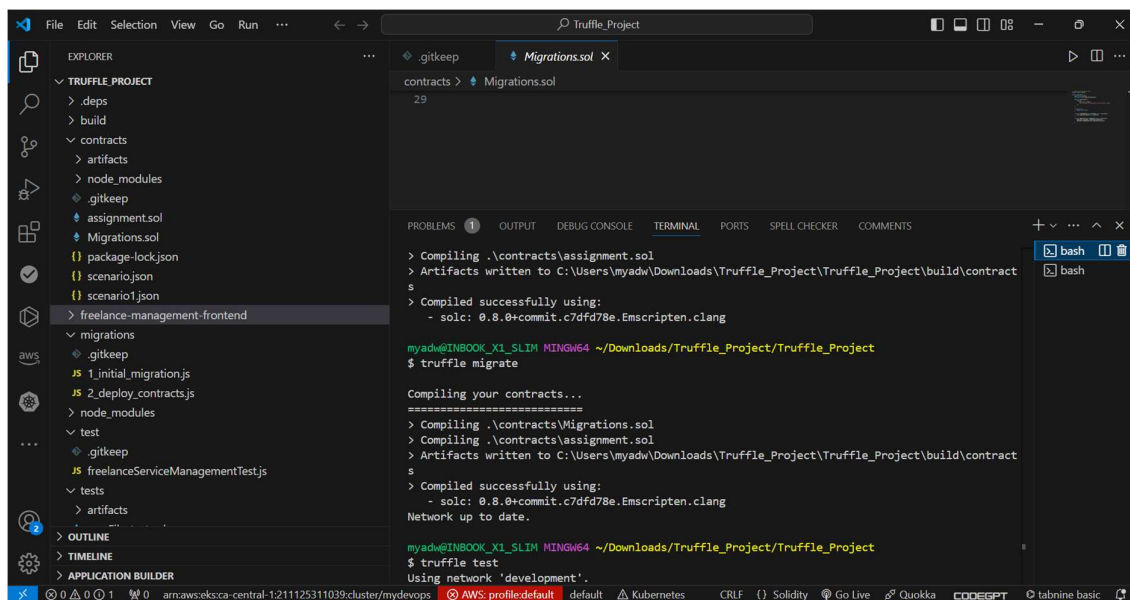 File Edit Selection View Go Run ··· ← → Truffle_Project
EXPLORER ···
TRUFFLE_PROJECT
.deps
build
contracts
artifacts
node_modules
.gitkeep
assignment.sol
Migrations.sol
{} package-lock.json
{} scenario.json
{} scenario1.json
freelance-management-frontend
migrations
.gitkeep
JS 1_initial_migration.js
JS 2_deploy_contracts.js
node_modules
test
.gitkeep
JS freelanceServiceManagementTest.js
tests
artifacts
OUTLINE
TIMELINE
APPLICATION BUILDER
aws
2
.gitkeep Migrations.sol
contracts > Migrations.sol
29
PROBLEMS 1 OUTPUT DEBUG CONSOLE TERMINAL PORTS SPELL CHECKER COMMENTS
bash
bash
> Compiling .\contracts\assignment.sol
> Artifacts written to C:\Users\myadw\Downloads\Truffle_Project\Truffle_Project\build\contract
s
> Compiled successfully using:
- solc: 0.8.0+commit.c7dfd78e.Emscripten.clang
myadw@INBOOK_X1_SLIM MINGW64 ~/Downloads/Truffle_Project/Truffle_Project
$ truffle migrate
Compiling your contracts...
===========================
> Compiling .\contracts\Migrations.sol
> Compiling .\contracts\assignment.sol
> Artifacts written to C:\Users\myadw\Downloads\Truffle_Project\Truffle_Project\build\contract
s
> Compiled successfully using:
- solc: 0.8.0+commit.c7dfd78e.Emscripten.clang
Network up to date.
myadw@INBOOK_X1_SLIM MINGW64 ~/Downloads/Truffle_Project/Truffle_Project
$ truffle test
Using network 'development'.
0 0 1 0 arn:aws:eks:ca-central-1:211125311039:cluster/mydevops AWS: profile:default default Kubernetes CRLF {} Solidity Go Live Quokka CODEGPT tabnine basic